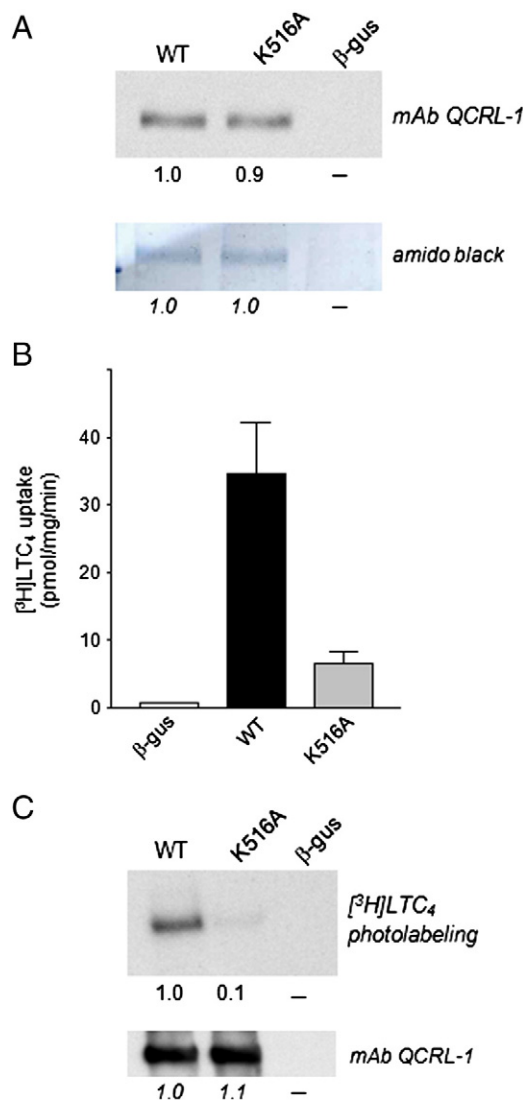 A
WT K516A β-gus
mAb QCRL-1
1.0 0.9 –
amido black
1.0 1.0 –
B
[³H]LTC₄ uptake
(pmol/mg/min)
40
30
20
10
0
β-gus WT K516A
C
WT K516A β-gus
[³H]LTC₄
photolabeling
1.0 0.1 –
mAb QCRL-1
1.0 1.1 –